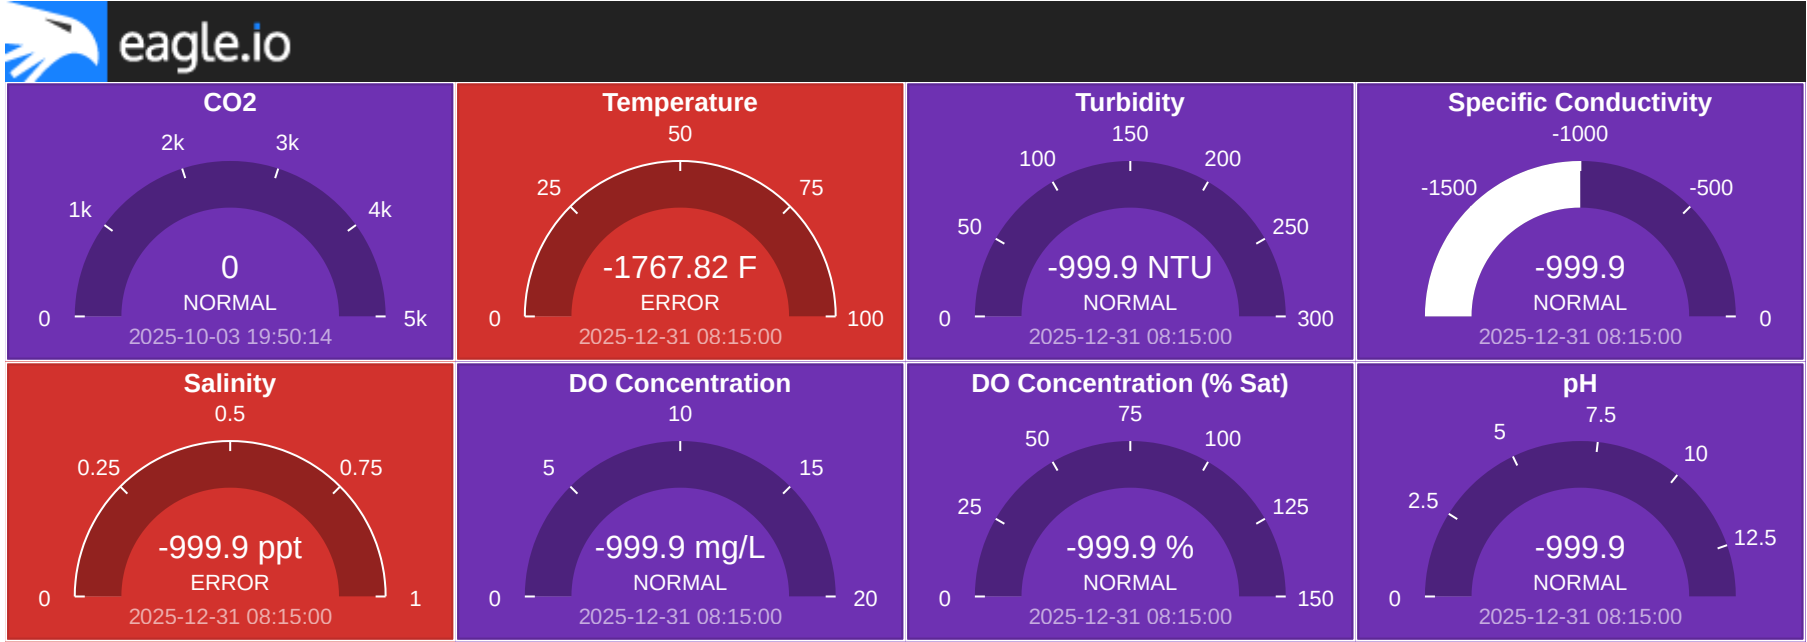 eagle.io
CO2
0
1k
2k
3k
4k
5k
0
NORMAL
2025-10-03 19:50:14
Temperature
0
25
50
75
100
-1767.82 F
ERROR
2025-12-31 08:15:00
Turbidity
0
50
100
150
200
250
300
-999.9 NTU
NORMAL
2025-12-31 08:15:00
Specific Conductivity
-1500
-1000
-500
0
-999.9
NORMAL
2025-12-31 08:15:00
Salinity
0
0.25
0.5
0.75
1
-999.9 ppt
ERROR
2025-12-31 08:15:00
DO Concentration
0
5
10
15
20
-999.9 mg/L
NORMAL
2025-12-31 08:15:00
DO Concentration (% Sat)
0
25
50
75
100
125
150
-999.9 %
NORMAL
2025-12-31 08:15:00
pH
0
2.5
5
7.5
10
12.5
-999.9
NORMAL
2025-12-31 08:15:00